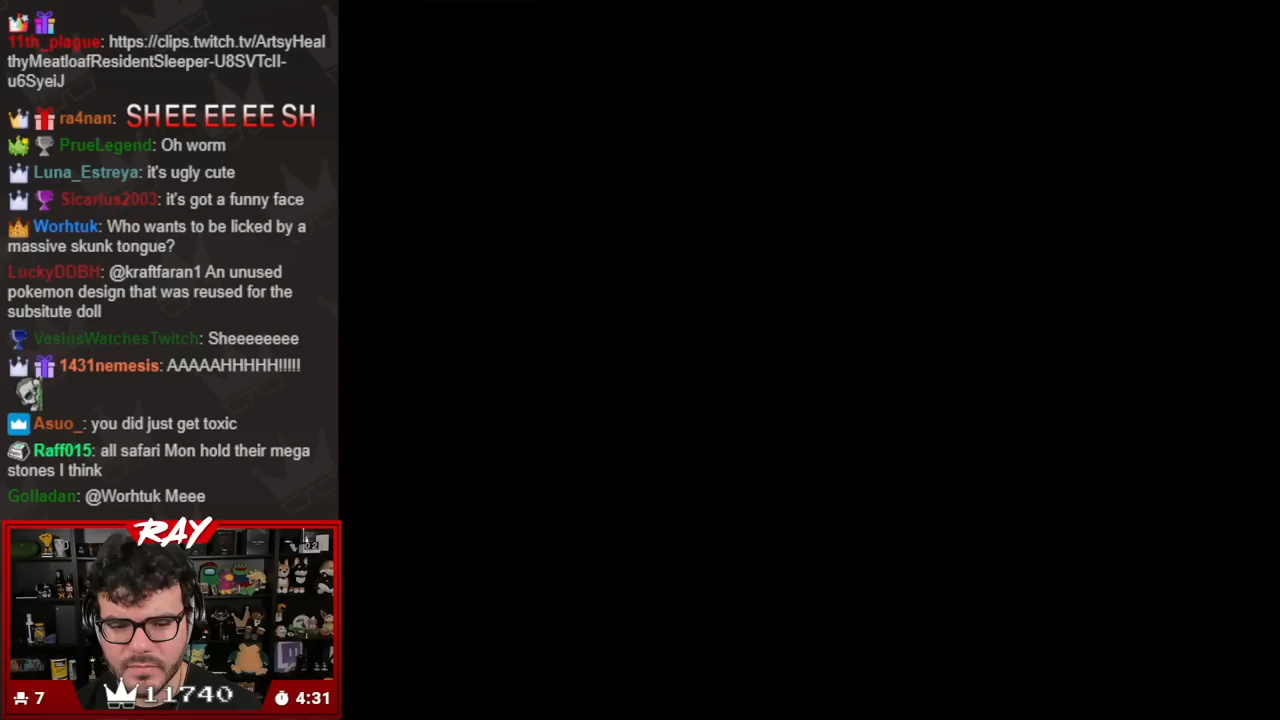 11th_plague: https://clips.twitch.tv/ArtsyHeal
thyMeatloafResidentSleeper-U8SVTcII-
u6SyeiJ
ra4nan: SHEE EE EE SH
PrueLegend: Oh worm
Luna_Estreya: it's ugly cute
Sicarius2003: it's got a funny face
Worhtuk: Who wants to be licked by a
massive skunk tongue?
LuckyDDBH: @kraftfaran1 An unused
pokemon design that was reused for the
subsitute doll
VasiusWatchesTwitch: Sheeeeeee
1431nemesis: AAAAAHHHHH!!!!!
Asuo_: you did just get toxic
Raff015: all safari Mon hold their mega
stones I think
Golladan: @Worhtuk Meee
RAY
7
11740
4:31